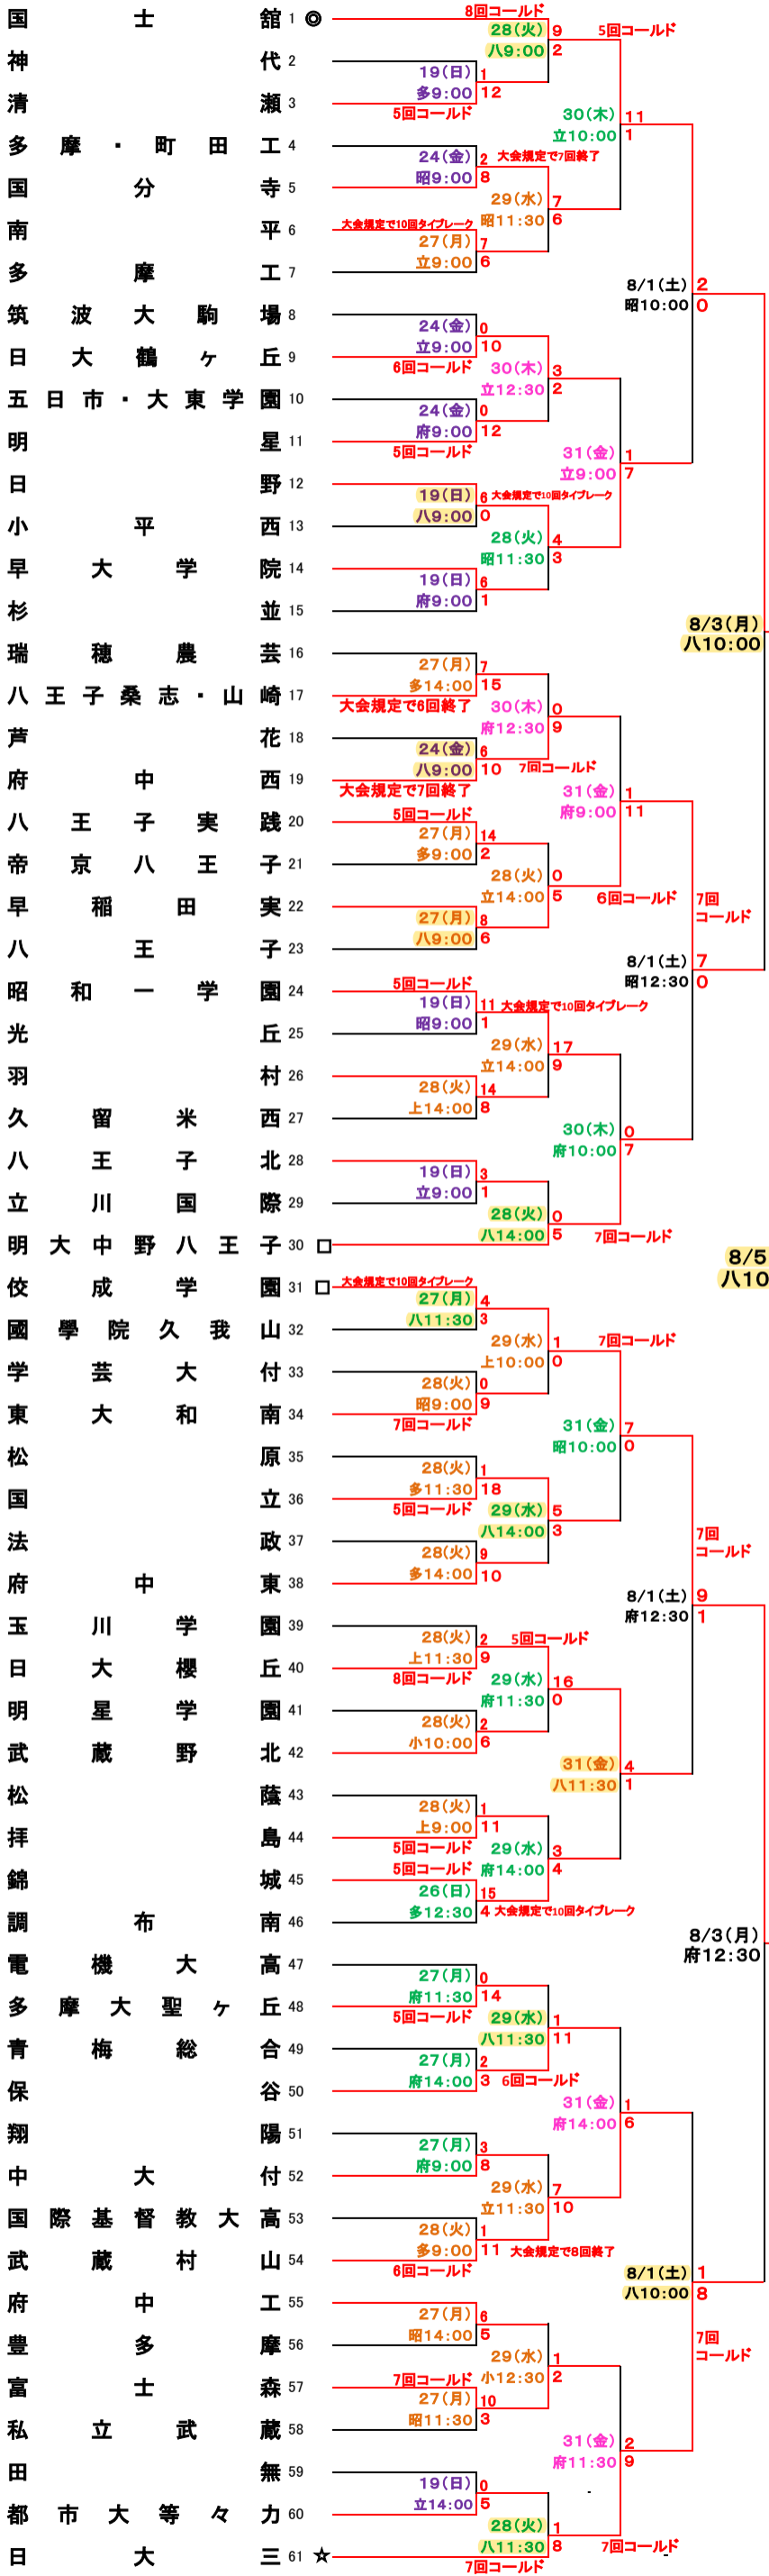 8回コールド
国士舘 1 ◎
28(火) 9 5回コールド
八9:00 2
神代 2
19(日) 1
多9:00 12
清瀬 3
5回コールド
30(木) 11
立10:00 1
多摩・町田工 4
24(金) 2 大会規定で7回終了
昭9:00 8
国分寺 5
29(水) 7
昭11:30 6
南平 6 大会規定で10回タイブレーク
27(月) 7
立9:00 6
多摩工 7
8/1(土) 2
昭10:00 0
筑波大駒場 8
24(金) 0
立9:00 10
日大鶴ヶ丘 9
6回コールド
30(木) 3
立12:30 2
五日市・大東学園 10
24(金) 0
府9:00 12
明星 11
5回コールド
31(金) 1
立9:00 7
日野 12
19(日) 6 大会規定で10回タイブレーク
八9:00 0
小平西 13
28(火) 4
昭11:30 3
早大学院 14
19(日) 6
府9:00 1
杉並 15
8/3(月)
八10:00
瑞穂農芸 16
27(月) 7
多14:00 15
八王子桑志・山崎 17
大会規定で6回終了
30(木) 0
府12:30 9
芦花 18
24(金) 6
八9:00 10 7回コールド
府中西 19
大会規定で7回終了
31(金) 1
府9:00 11
八王子実践 20 5回コールド
27(月) 14
多9:00 2
帝京八王子 21
28(火) 0
立14:00 5 6回コールド
7回
コールド
早稲田実 22
27(月) 8
八9:00 6
八王子 23
8/1(土) 7
昭12:30 0
昭和一学園 24 5回コールド
19(日) 11 大会規定で10回タイブレーク
昭9:00 1
光丘 25
29(水) 17
立14:00 9
羽村 26
28(火) 14
上14:00 8
久留米西 27
30(木) 0
府10:00 7
八王子北 28
19(日) 3
立9:00 1
立川国際 29
28(火) 0
八14:00 5 7回コールド
明大中野八王子 30 □
8/5
八10
佼成学園 31 □ 大会規定で10回タイブレーク
27(月) 4
八11:30 3
國學院久我山 32
29(水) 1 7回コールド
上10:00 0
学芸大付 33
28(火) 0
昭9:00 9
東大和南 34
7回コールド
31(金) 7
昭10:00 0
松原 35
28(火) 1
多11:30 18
国立 36
5回コールド
29(水) 5
八14:00 3
法政 37
28(火) 9
多14:00 10
府中東 38
7回
コールド
8/1(土) 9
府12:30 1
玉川学園 39
28(火) 2 5回コールド
上11:30 9
日大櫻丘 40
8回コールド
29(水) 16
府11:30 0
明星学園 41
28(火) 2
小10:00 6
武蔵野北 42
31(金) 4
八11:30 1
松蔭 43
28(火) 1
上9:00 11
拝島 44
5回コールド
29(水) 3
府14:00 4
5回コールド
錦城 45
26(日) 15
多12:30 4 大会規定で10回タイブレーク
調布南 46
8/3(月)
府12:30
電機大高 47
27(月) 0
府11:30 14
多摩大聖ヶ丘 48
5回コールド
29(水) 1
八11:30 11
青梅総合 49
27(月) 2
府14:00 3 6回コールド
保谷 50
31(金) 1
府14:00 6
翔陽 51
27(月) 3
府9:00 8
中大付 52
29(水) 7
立11:30 10
国際基督教大高 53
28(火) 1
多9:00 11 大会規定で8回終了
武蔵村山 54
6回コールド
8/1(土) 1
八10:00 8
府中工 55
27(月) 6
昭14:00 5
豊多摩 56
29(水) 1
小12:30 2
7回
コールド
富士森 57 7回コールド
27(月) 10
昭11:30 3
私立武蔵 58
31(金) 2
府11:30 9
田無 59
19(日) 0
立14:00 5
都市大等々力 60
28(火) 1
八11:30 8 7回コールド
日大三 61 ☆
7回コールド